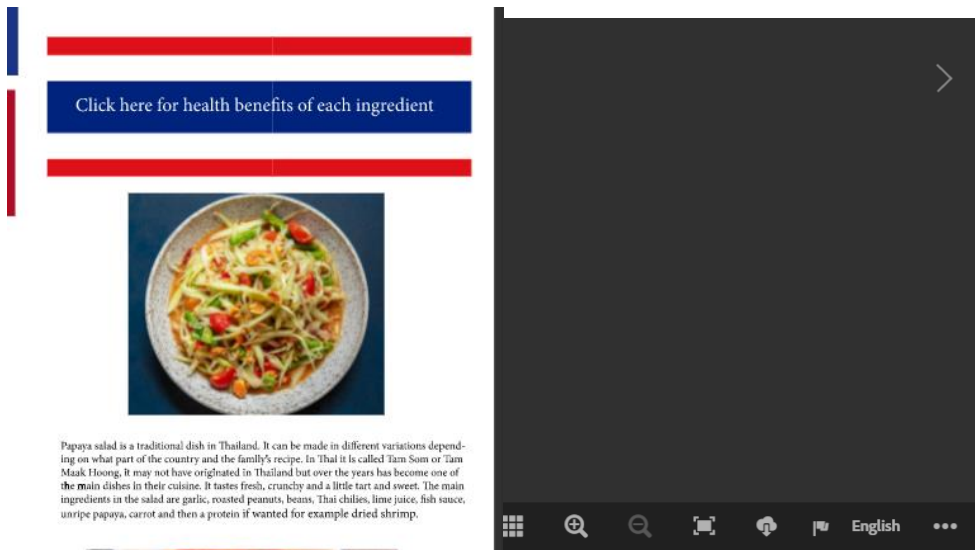 Click here for health benefits of each ingredient
Papaya salad is a traditional dish in Thailand. It can be made in different variations depend-
ing on what part of the country and the family's recipe. In Thai it is called Tam Som or Tam
Maak Hoong, it may not have originated in Thailand but over the years has become one of
the main dishes in their cuisine. It tastes fresh, crunchy and a little tart and sweet. The main
ingredients in the salad are garlic, roasted peanuts, beans, Thai chilies, lime juice, fish sauce,
unripe papaya, carrot and then a protein if wanted for example dried shrimp.
English